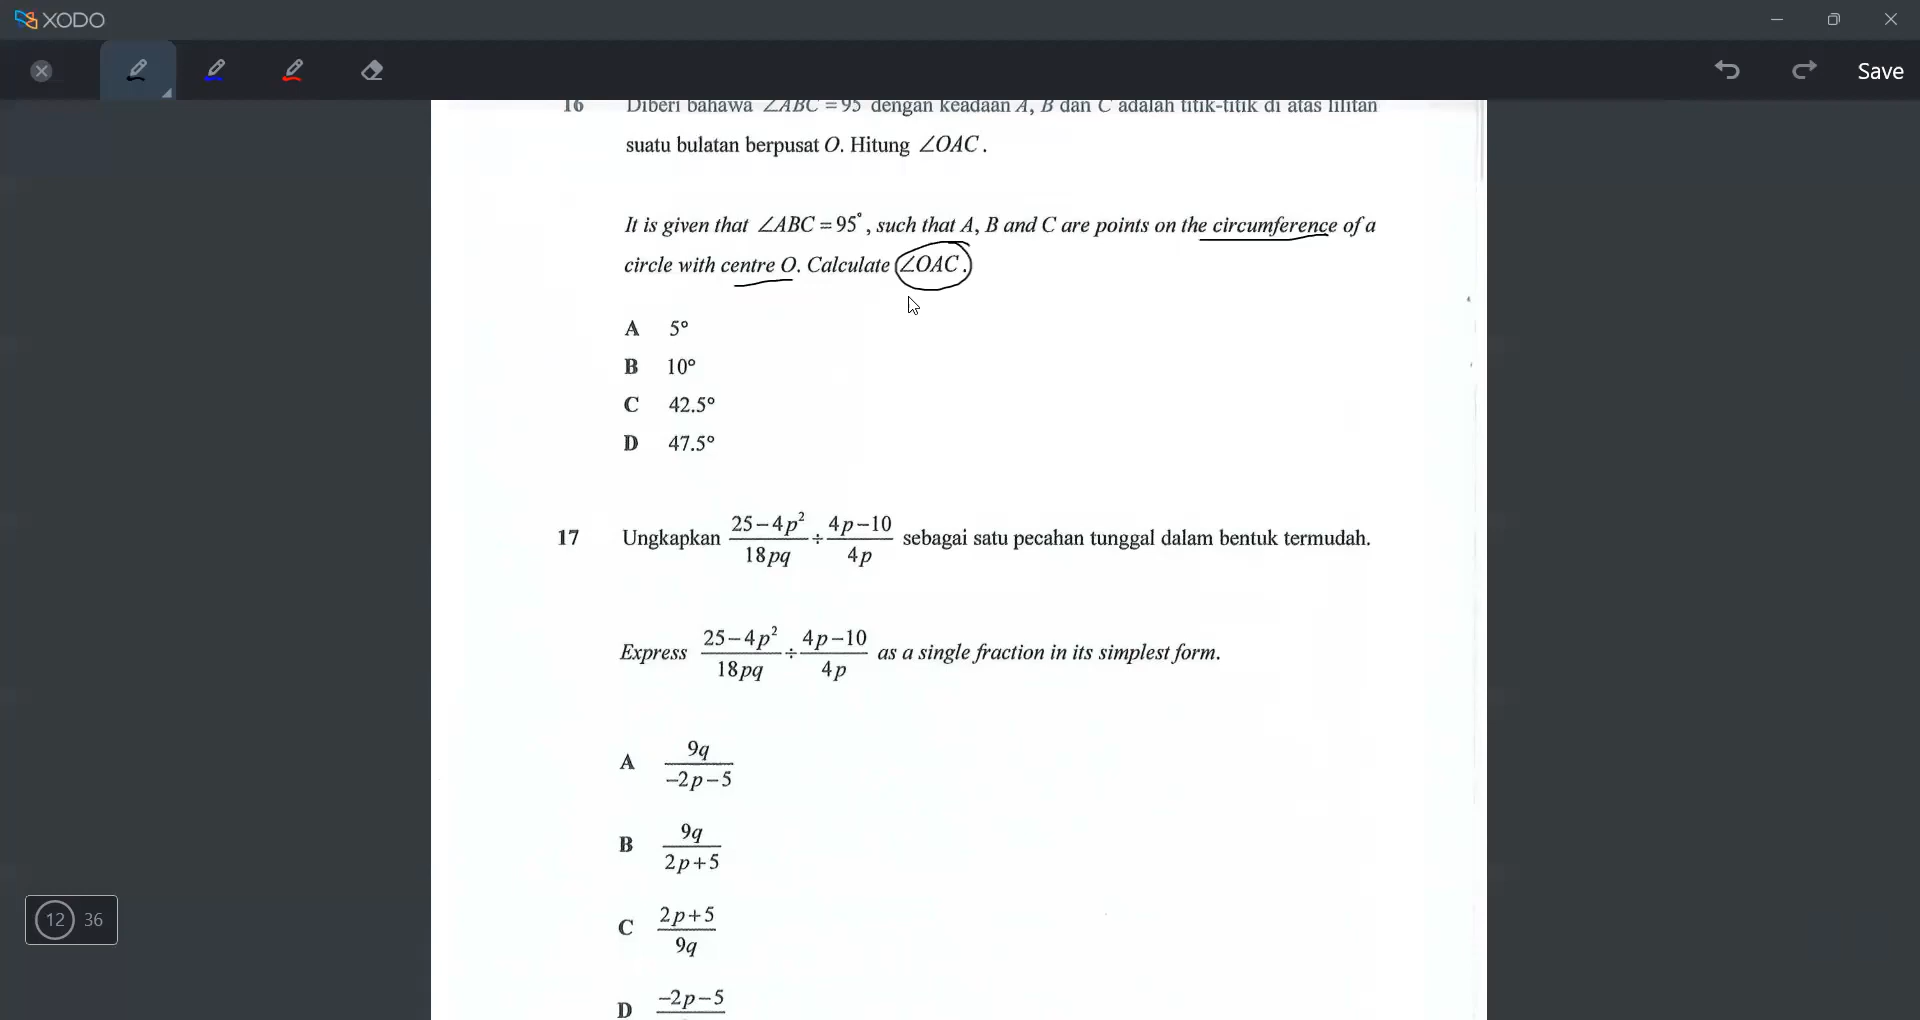 XODO
Save
16 Diberi bahawa ∠ABC = 95° dengan keadaan A, B dan C adalah titik-titik di atas lilitan
suatu bulatan berpusat O. Hitung ∠OAC.
It is given that ∠ABC = 95°, such that A, B and C are points on the circumference of a
circle with centre O. Calculate ∠OAC.
A 5°
B 10°
C 42.5°
D 47.5°
17 Ungkapkan (25 − 4p²)/(18pq) ÷ (4p − 10)/(4p) sebagai satu pecahan tunggal dalam bentuk termudah.
Express (25 − 4p²)/(18pq) ÷ (4p − 10)/(4p) as a single fraction in its simplest form.
A 9q/(−2p − 5)
B 9q/(2p + 5)
C (2p + 5)/9q
D −2p − 5
12 36